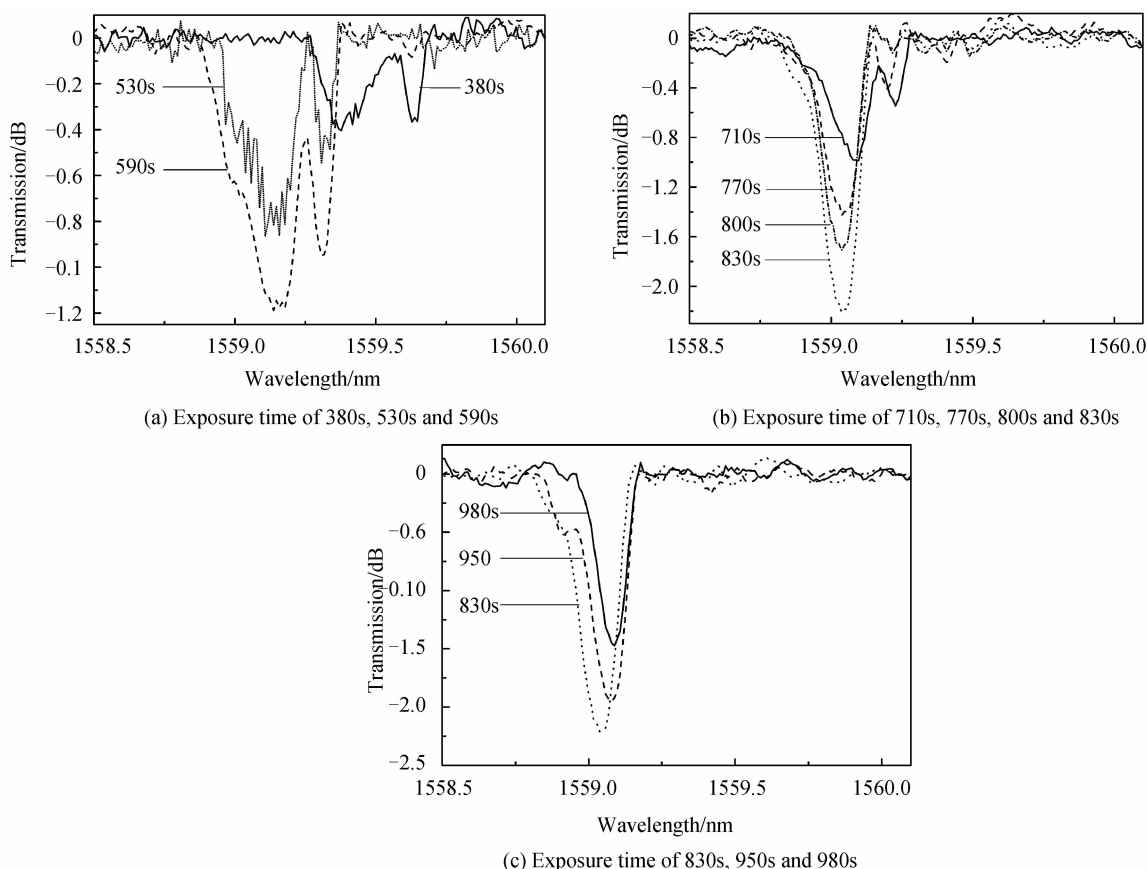 0
−0.2
−0.4
−0.6
−0.8
−0.1
−1.2
Transmission/dB
530s
380s
590s
1558.5
1559.0
1559.5
1560.0
Wavelength/nm
(a) Exposure time of 380s, 530s and 590s
0
−0.4
−0.8
−1.2
−1.6
−2.0
Transmission/dB
710s
770s
800s
830s
1558.5
1559.0
1559.5
1560.0
Wavelength/nm
(b) Exposure time of 710s, 770s, 800s and 830s
0
−0.6
−0.10
−1.5
−2.0
−2.5
Transmission/dB
980s
950
830s
1558.5
1559.0
1559.5
1560.0
Wavelength/nm
(c) Exposure time of 830s, 950s and 980s